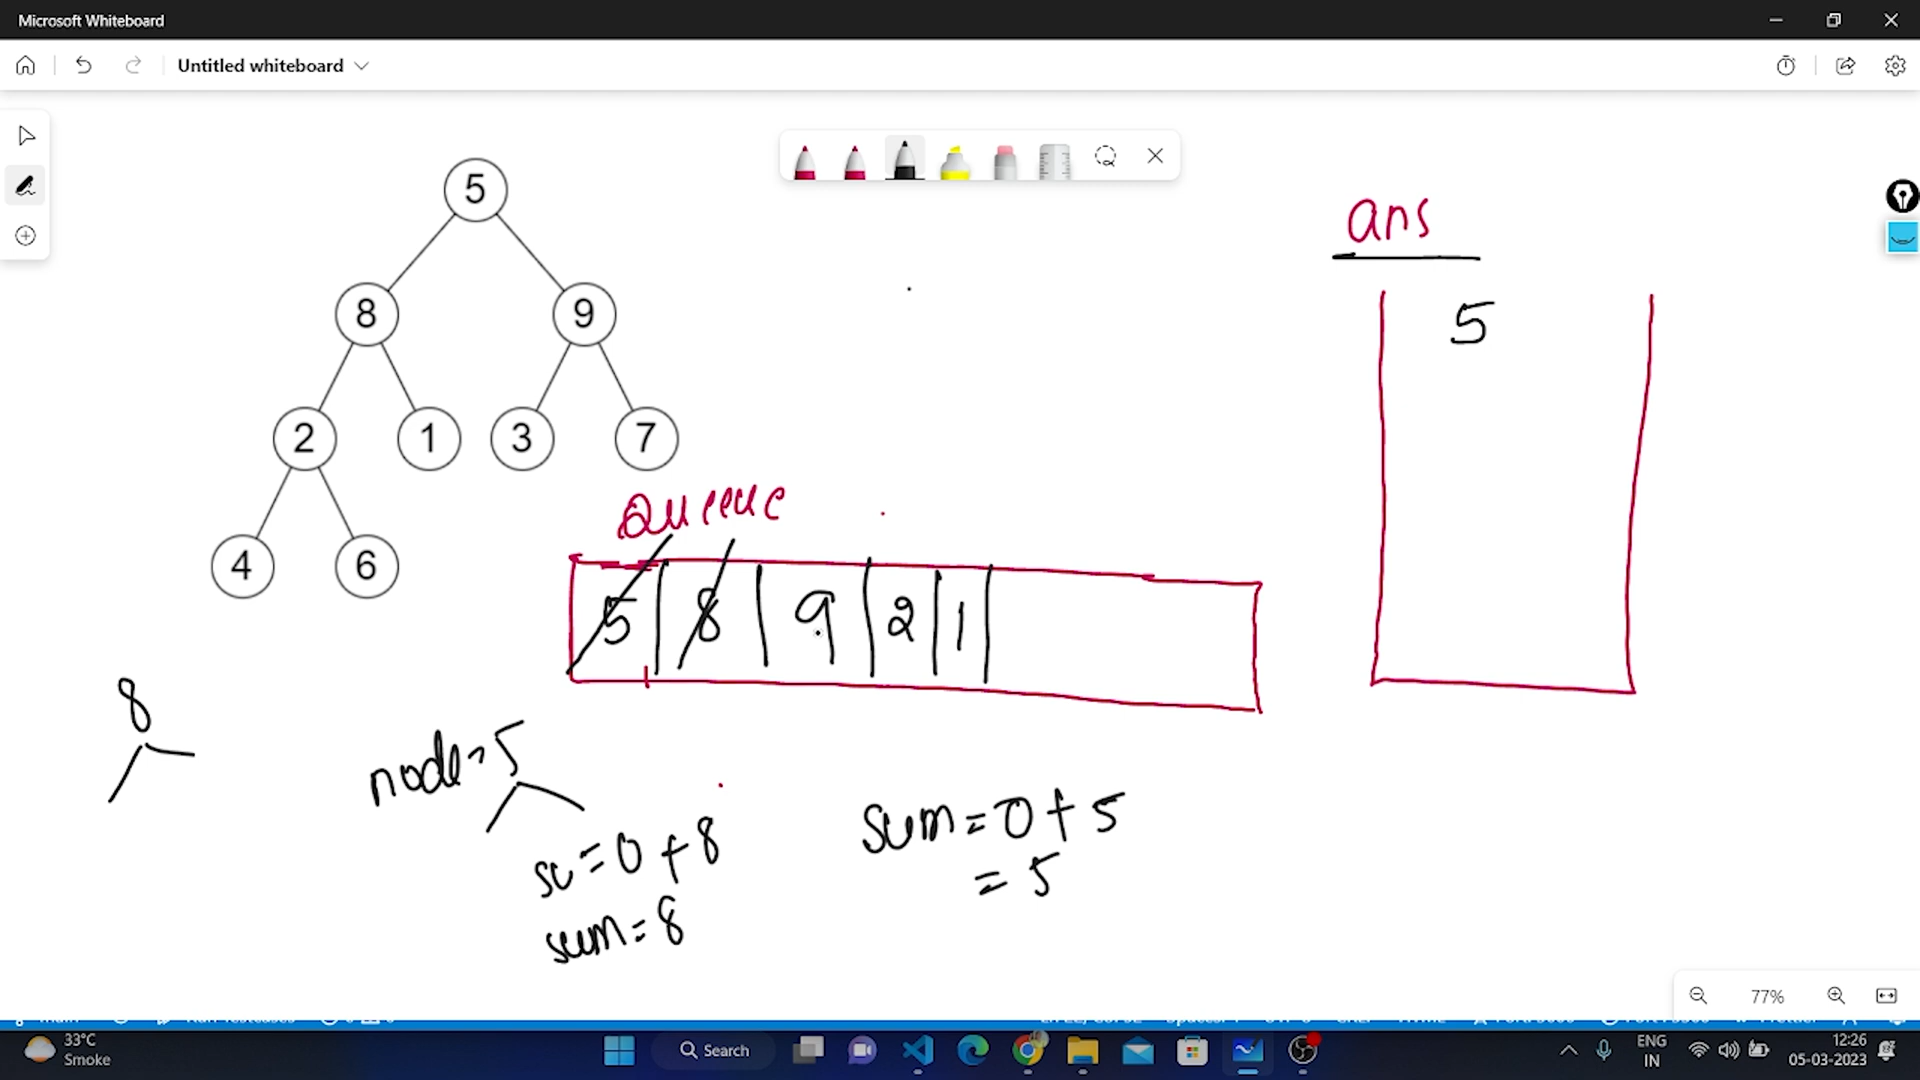 Microsoft Whiteboard
Untitled whiteboard
5
8 9
2 1 3 7
4 6
ans
5
Queue
5 8 9 2 1
8
node=5
su=0+8
sum=8
sum=0+5
=5
77%
33°C
Smoke
Search
ENG
IN
12:26
05-03-2023